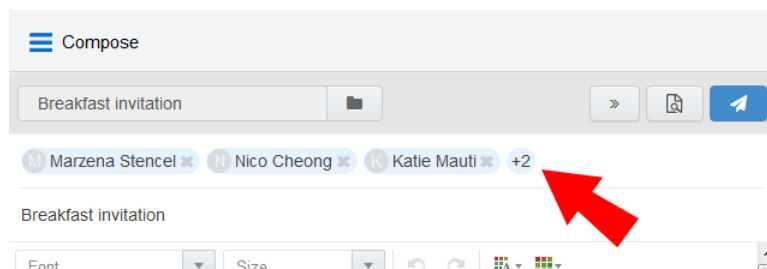 Compose
Breakfast invitation
M Marzena Stencel N Nico Cheong K Katie Mauti +2
Breakfast invitation
Font Size A